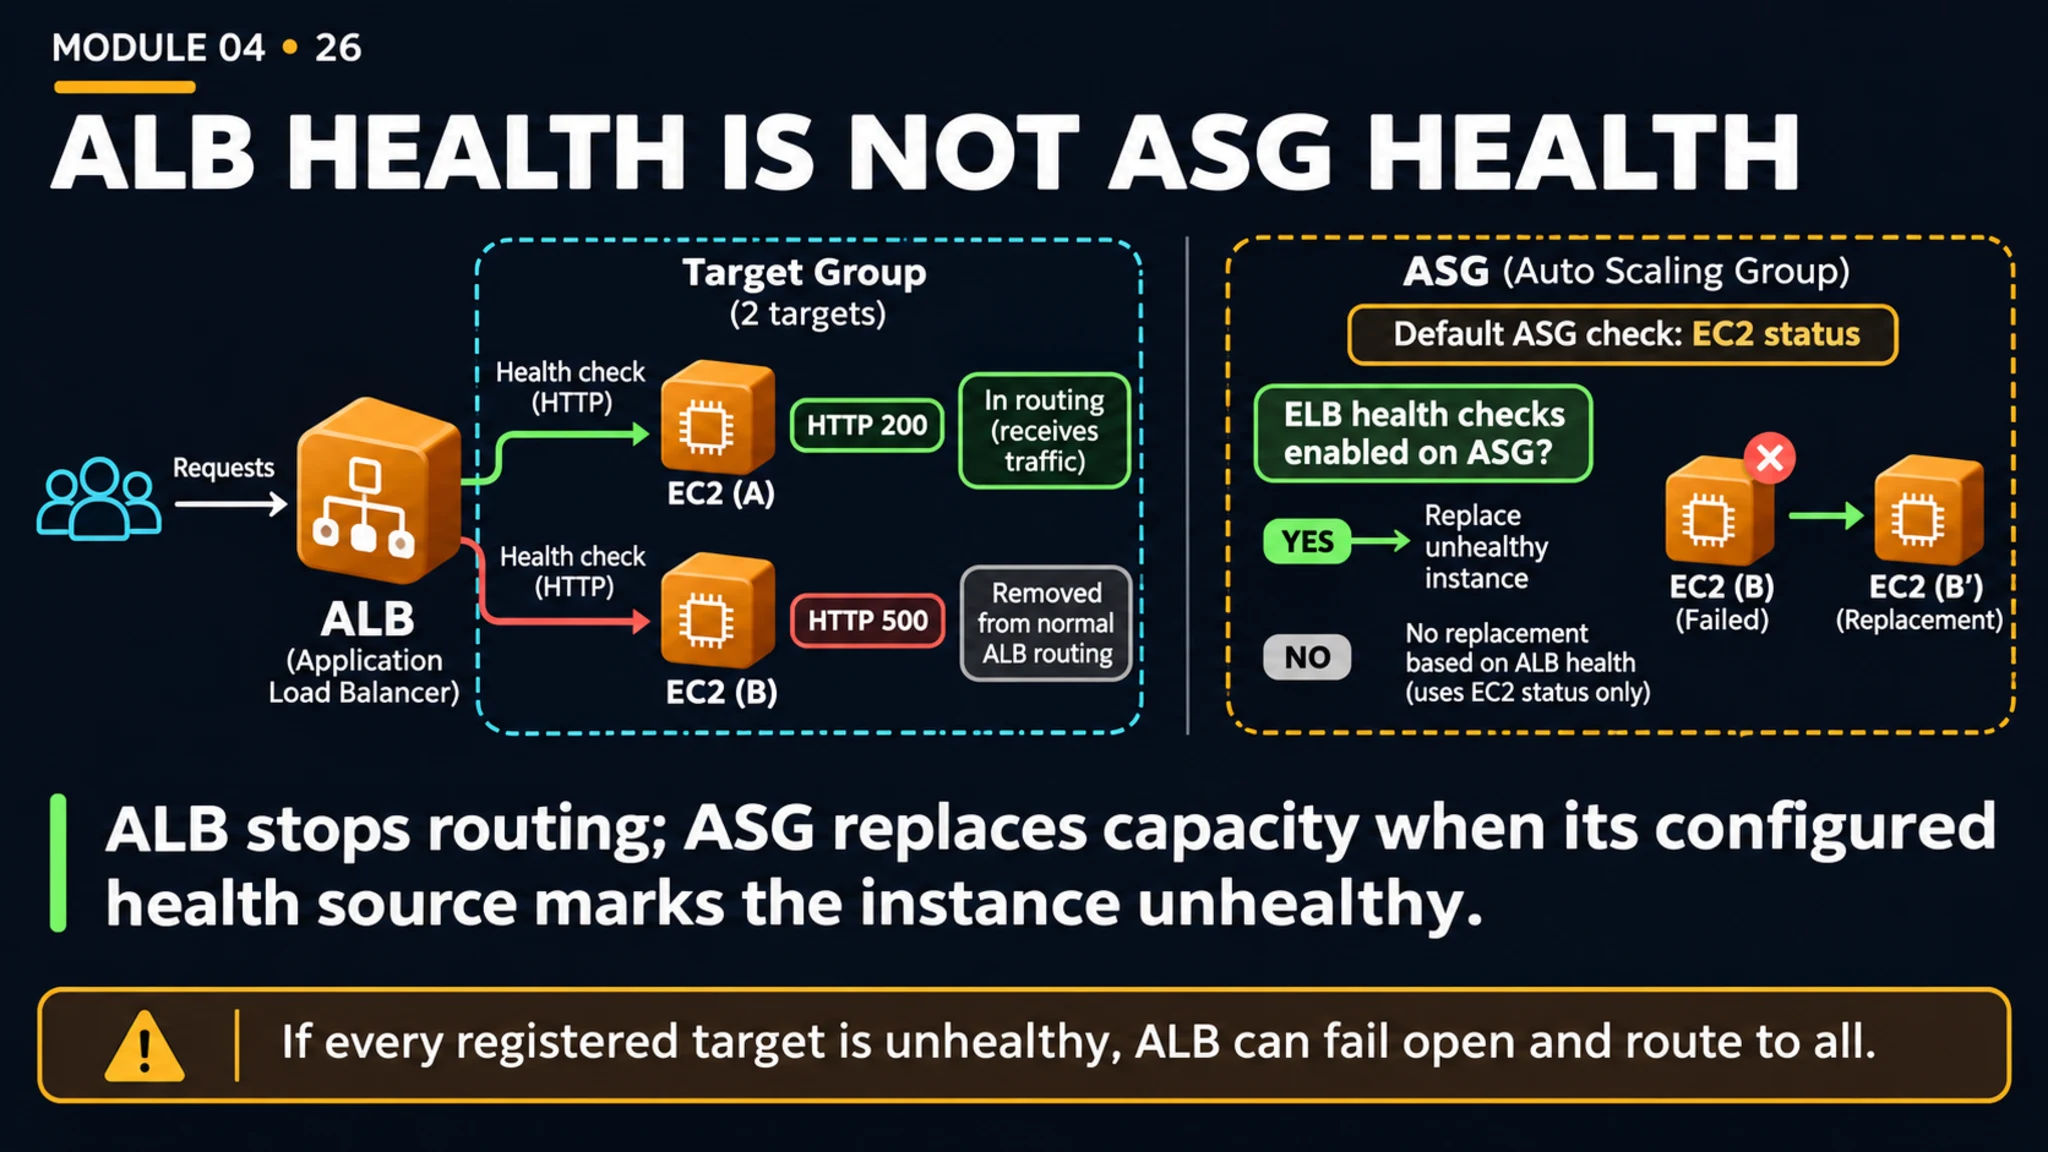 MODULE 04 • 26
ALB HEALTH IS NOT ASG HEALTH
Requests
ALB
(Application
Load Balancer)
Target Group
(2 targets)
Health check
(HTTP)
EC2 (A)
HTTP 200
In routing
(receives
traffic)
Health check
(HTTP)
EC2 (B)
HTTP 500
Removed
from normal
ALB routing
ASG (Auto Scaling Group)
Default ASG check: EC2 status
ELB health checks
enabled on ASG?
YES
Replace
unhealthy
instance
NO
No replacement
based on ALB health
(uses EC2 status only)
EC2 (B)
(Failed)
EC2 (B’)
(Replacement)
ALB stops routing; ASG replaces capacity when its configured
health source marks the instance unhealthy.
If every registered target is unhealthy, ALB can fail open and route to all.